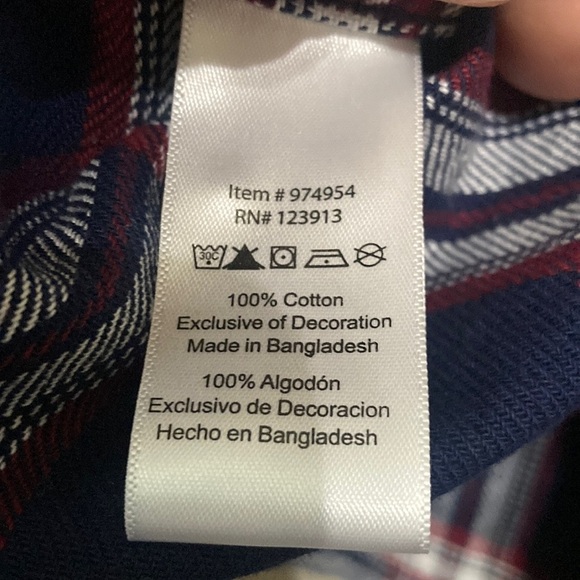 Item # 974954
RN# 123913
30C
100% Cotton
Exclusive of Decoration
Made in Bangladesh
100% Algodón
Exclusivo de Decoracion
Hecho en Bangladesh